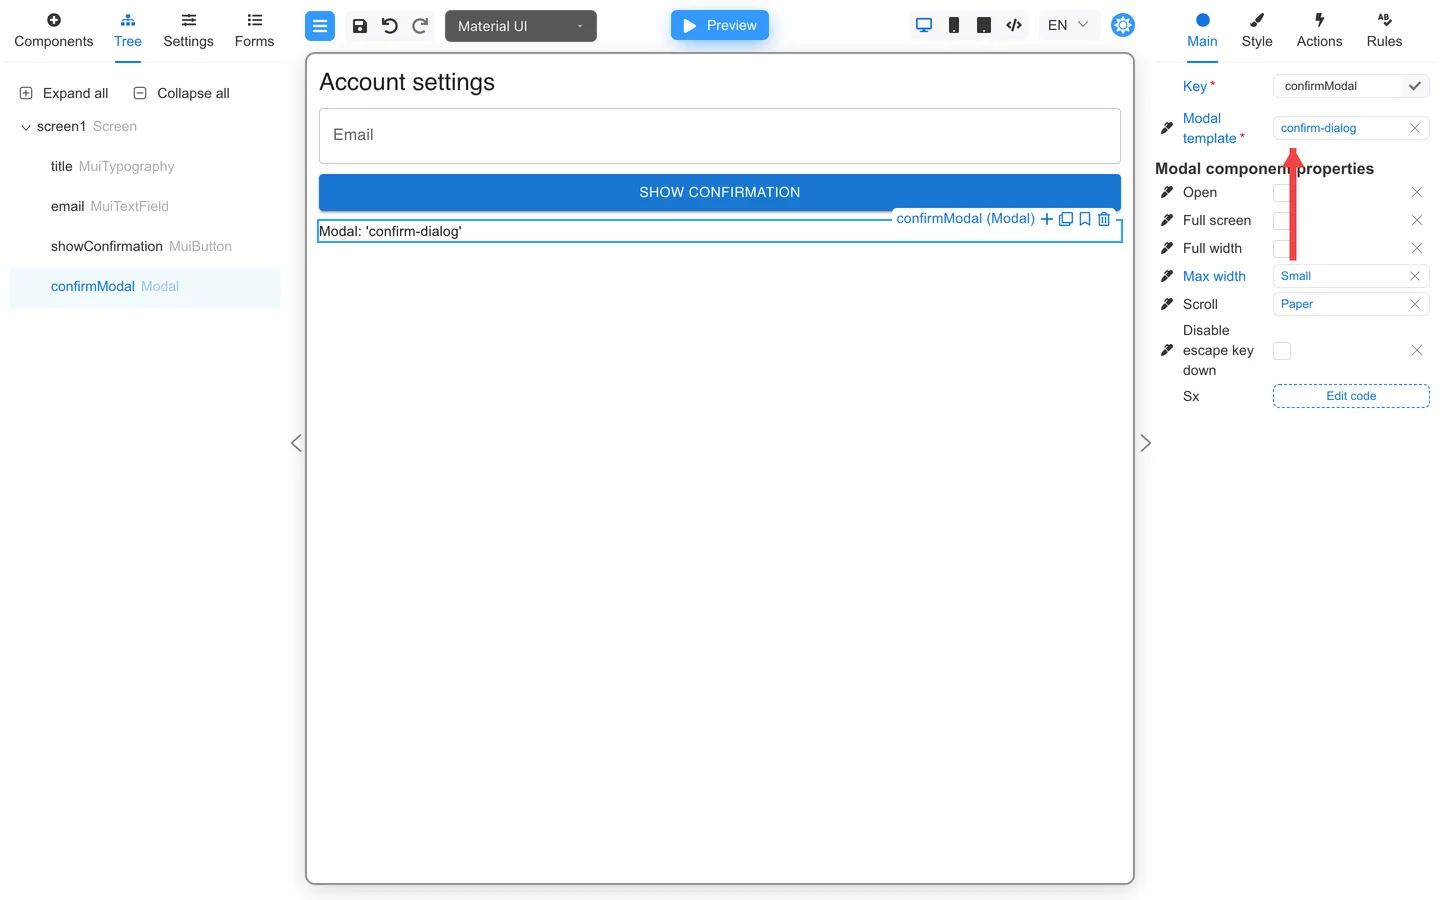 Components
Tree
Settings
Forms
Material UI
Preview
EN
Main
Style
Actions
Rules
Expand all
Collapse all
screen1 Screen
title MuiTypography
email MuiTextField
showConfirmation MuiButton
confirmModal Modal
Account settings
Email
SHOW CONFIRMATION
confirmModal (Modal)
Modal: 'confirm-dialog'
Key *
confirmModal
Modal
template *
confirm-dialog
Modal component properties
Open
Full screen
Full width
Max width
Small
Scroll
Paper
Disable
escape key
down
Sx
Edit code